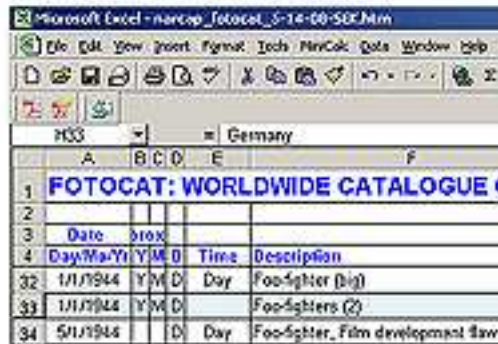 Microsoft Excel - narcap_fotocat_5-14-08-SEK.htm
File Edit View Insert Format Tools NavCalc Data Window Help
H33 = Germany
A B C D E F
1 FOTOCAT: WORLDWIDE CATALOGUE
2
3 Date
4 Day/Mo/Yr Y M D Time Description
32 1/1/1944 Y M D Day Foo-fighter (big)
33 1/1/1944 Y M D Foo-fighters (2)
34 5/1/1944 D Day Foo-fighter, Film development flaw